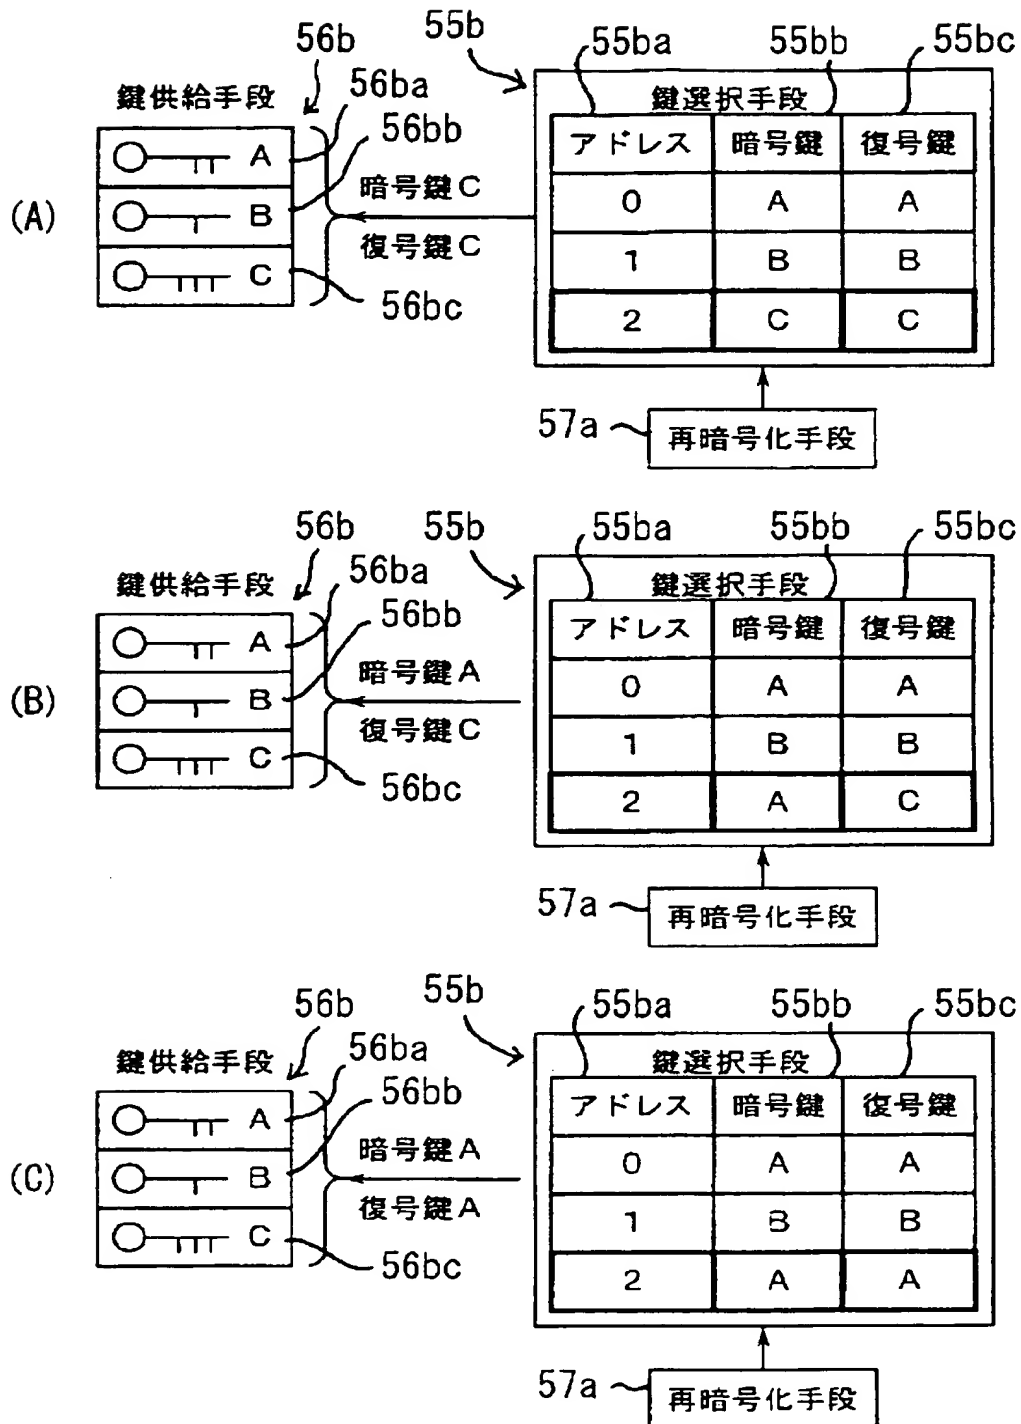 56b
55b
55ba
55bb
55bc
鍵供給手段
56ba
56bb
鍵選択手段
アドレス 暗号鍵 復号鍵
(A)
A
B
C
暗号鍵C
復号鍵C
0 A A
1 B B
2 C C
56bc
57a
再暗号化手段
56b
55b
55ba
55bb
55bc
鍵供給手段
56ba
56bb
鍵選択手段
アドレス 暗号鍵 復号鍵
(B)
A
B
C
暗号鍵A
復号鍵C
0 A A
1 B B
2 A C
56bc
57a
再暗号化手段
56b
55b
55ba
55bb
55bc
鍵供給手段
56ba
56bb
鍵選択手段
アドレス 暗号鍵 復号鍵
(C)
A
B
C
暗号鍵A
復号鍵A
0 A A
1 B B
2 A A
56bc
57a
再暗号化手段